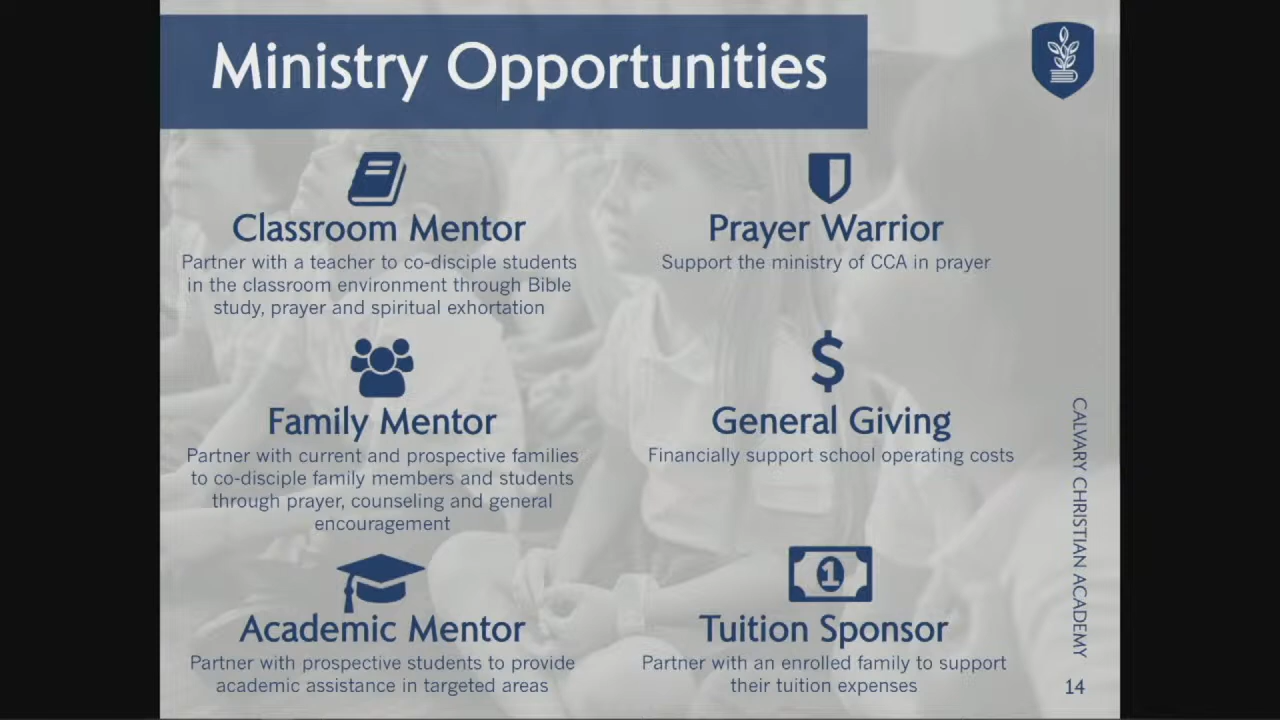 Ministry Opportunities
Classroom Mentor
Partner with a teacher to co-disciple students
in the classroom environment through Bible
study, prayer and spiritual exhortation
Family Mentor
Partner with current and prospective families
to co-disciple family members and students
through prayer, counseling and general
encouragement
Academic Mentor
Partner with prospective students to provide
academic assistance in targeted areas
Prayer Warrior
Support the ministry of CCA in prayer
$
General Giving
Financially support school operating costs
1
Tuition Sponsor
Partner with an enrolled family to support
their tuition expenses
CALVARY CHRISTIAN ACADEMY
14